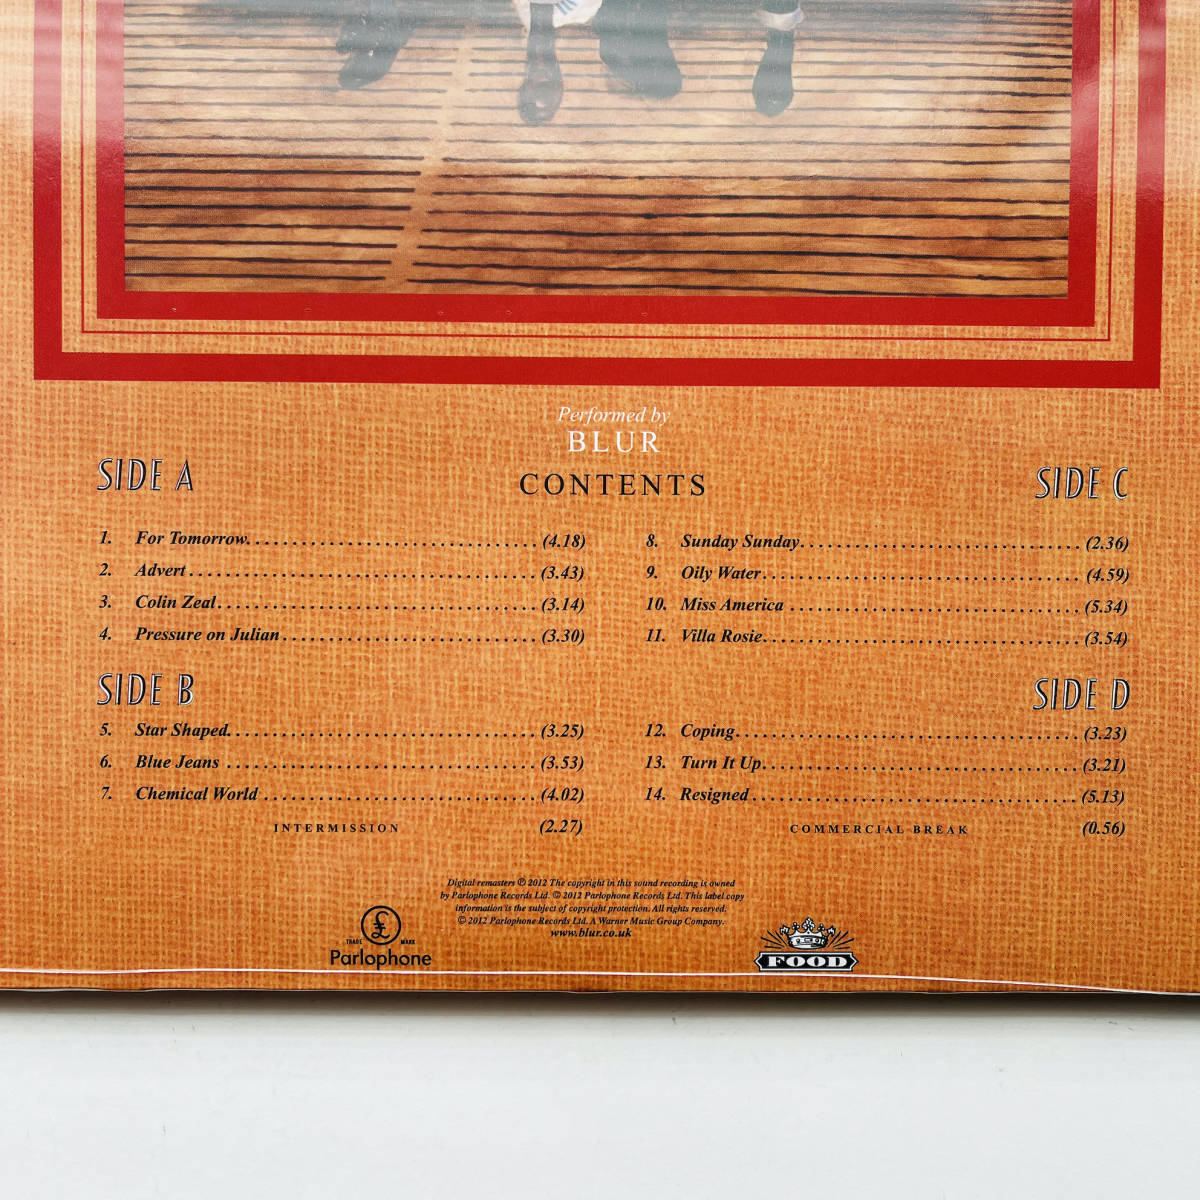 Performed by
BLUR
CONTENTS
SIDE A
1. For Tomorrow (4.18)
2. Advert (3.43)
3. Colin Zeal (3.14)
4. Pressure on Julian (3.30)
SIDE B
5. Star Shaped (3.25)
6. Blue Jeans (3.53)
7. Chemical World (4.02)
INTERMISSION (2.27)
SIDE C
8. Sunday Sunday (2.36)
9. Oily Water (4.59)
10. Miss America (5.34)
11. Villa Rosie (3.54)
SIDE D
12. Coping (3.23)
13. Turn It Up (3.21)
14. Resigned (5.13)
COMMERCIAL BREAK (0.56)
Digital remasters ℗ 2012 The copyright in this sound recording is owned
by Parlophone Records Ltd. © 2012 Parlophone Records Ltd. This label copy
information is the subject of copyright protection. All rights reserved.
© 2012 Parlophone Records Ltd. A Warner Music Group Company.
www.blur.co.uk
£
TRADE MARK
Parlophone
FOOD